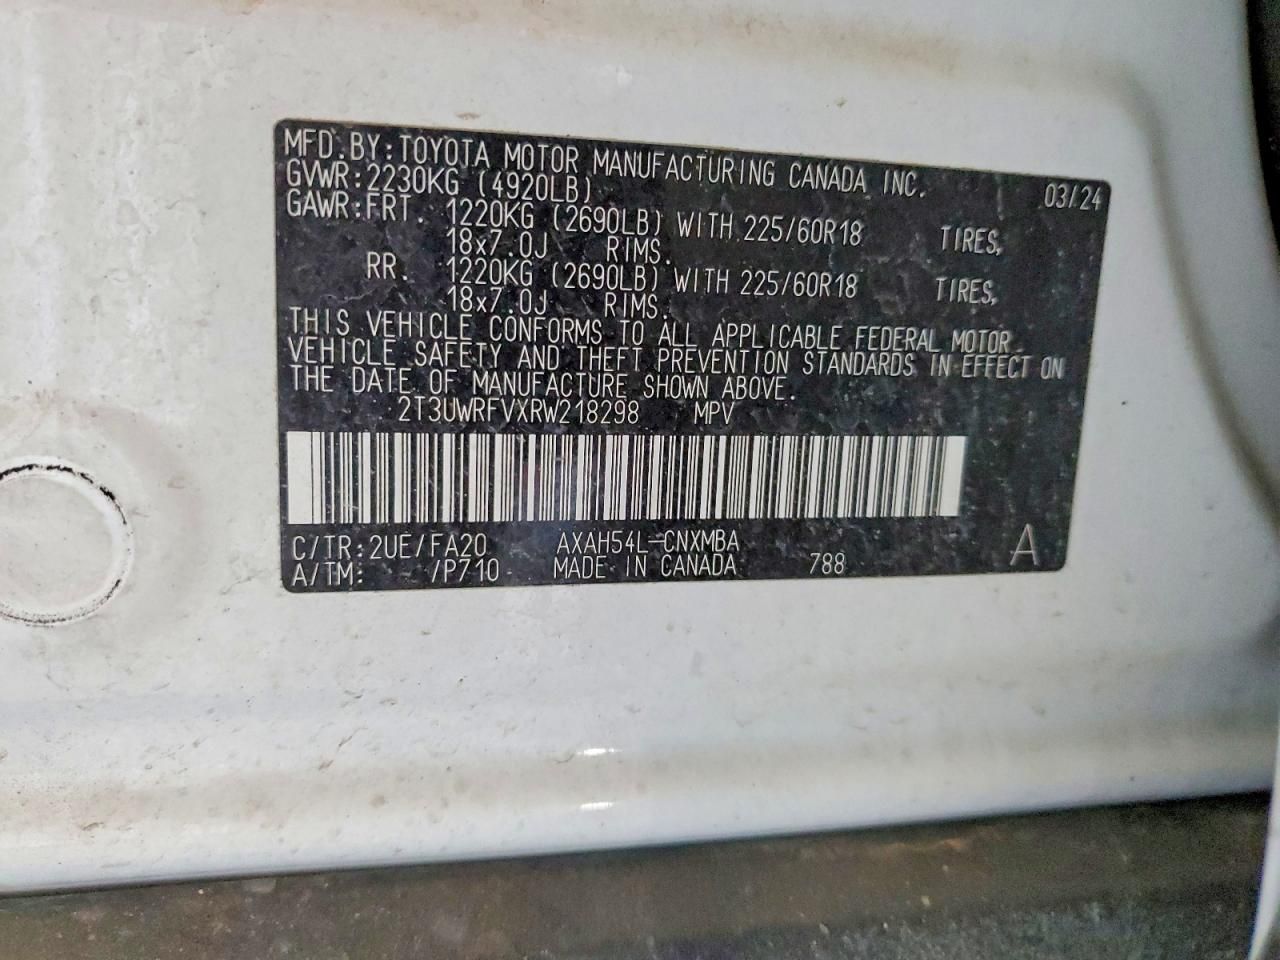 MFD.BY:TOYOTA MOTOR MANUFACTURING CANADA INC. 03/24
GVWR:2230KG (4920LB)
GAWR:FRT. 1220KG (2690LB) WITH 225/60R18 TIRES,
18x7.0J RIMS.
RR. 1220KG (2690LB) WITH 225/60R18 TIRES,
18x7.0J RIMS.
THIS VEHICLE CONFORMS TO ALL APPLICABLE FEDERAL MOTOR
VEHICLE SAFETY AND THEFT PREVENTION STANDARDS IN EFFECT ON
THE DATE OF MANUFACTURE SHOWN ABOVE.
2T3UWRFVXRW218298 MPV
C/TR:2UE/FA20 AXAH54L-CNXMBA
A/TM: /P710 MADE IN CANADA 788 A